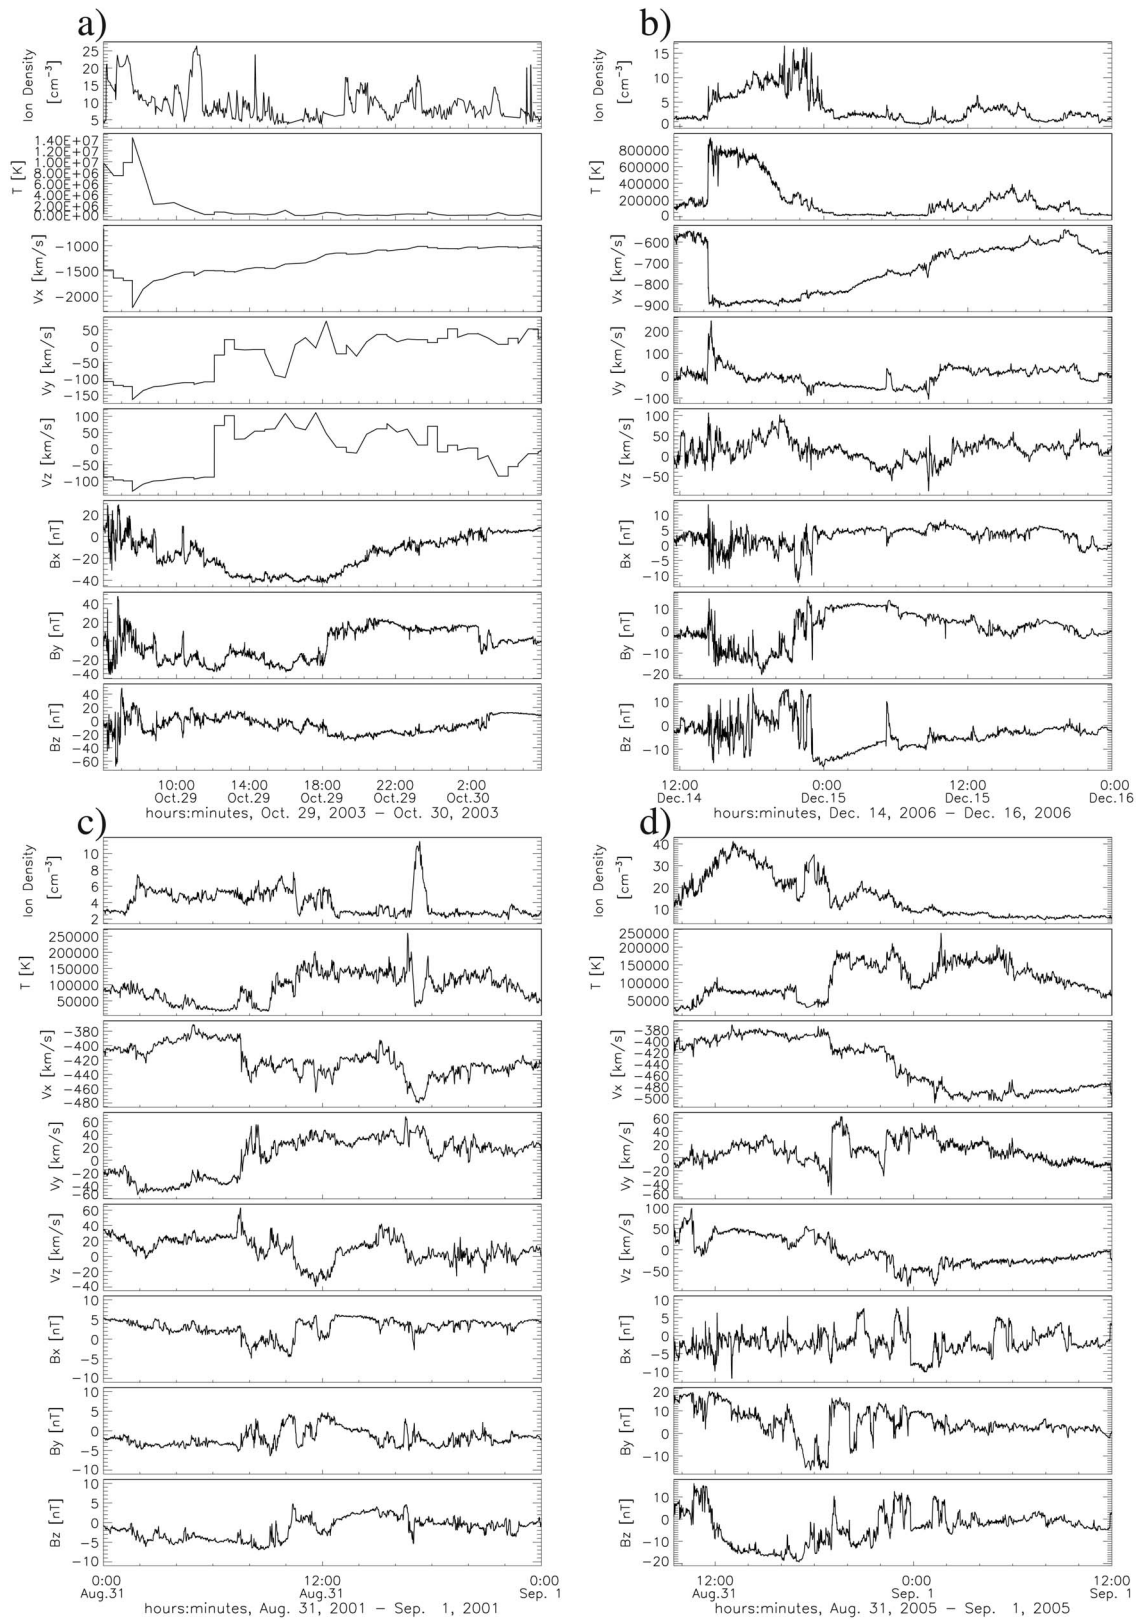 a)
Ion Density
[cm⁻³]
25
20
15
10
5
T [K]
1.40E+07
1.20E+07
1.00E+07
8.00E+06
6.00E+06
4.00E+06
2.00E+06
0.00E+00
Vx [km/s]
−1000
−1500
−2000
Vy [km/s]
50
0
−50
−100
−150
Vz [km/s]
100
50
0
−50
−100
Bx [nT]
20
0
−20
−40
By [nT]
40
20
0
−20
−40
Bz [nT]
40
20
0
−20
−40
−60
10:00 14:00 18:00 22:00 2:00
Oct.29 Oct.29 Oct.29 Oct.29 Oct.30
hours:minutes, Oct. 29, 2003 − Oct. 30, 2003
b)
Ion Density
[cm⁻³]
15
10
5
0
T [K]
800000
600000
400000
200000
0
Vx [km/s]
−600
−700
−800
−900
Vy [km/s]
200
100
0
−100
Vz [km/s]
100
50
0
−50
Bx [nT]
10
5
0
−5
−10
By [nT]
10
0
−10
−20
Bz [nT]
10
0
−10
12:00 0:00 12:00 0:00
Dec.14 Dec.15 Dec.15 Dec.16
hours:minutes, Dec. 14, 2006 − Dec. 16, 2006
c)
Ion Density
[cm⁻³]
12
10
8
6
4
2
T [K]
250000
200000
150000
100000
50000
Vx [km/s]
−380
−400
−420
−440
−460
−480
Vy [km/s]
60
40
20
0
−20
−40
−60
Vz [km/s]
60
40
20
0
−20
−40
Bx [nT]
10
5
0
−5
−10
By [nT]
10
5
0
−5
−10
Bz [nT]
10
5
0
−5
−10
0:00 12:00 0:00
Aug.31 Aug.31 Sep. 1
hours:minutes, Aug. 31, 2001 − Sep. 1, 2001
d)
Ion Density
[cm⁻³]
40
30
20
10
T [K]
250000
200000
150000
100000
50000
Vx [km/s]
−380
−400
−420
−440
−460
−480
−500
Vy [km/s]
60
40
20
0
−20
−40
−60
Vz [km/s]
100
50
0
−50
Bx [nT]
10
5
0
−5
−10
By [nT]
20
10
0
−10
Bz [nT]
10
0
−10
−20
12:00 0:00 12:00
Aug.31 Sep. 1 Sep. 1
hours:minutes, Aug. 31, 2005 − Sep. 1, 2005